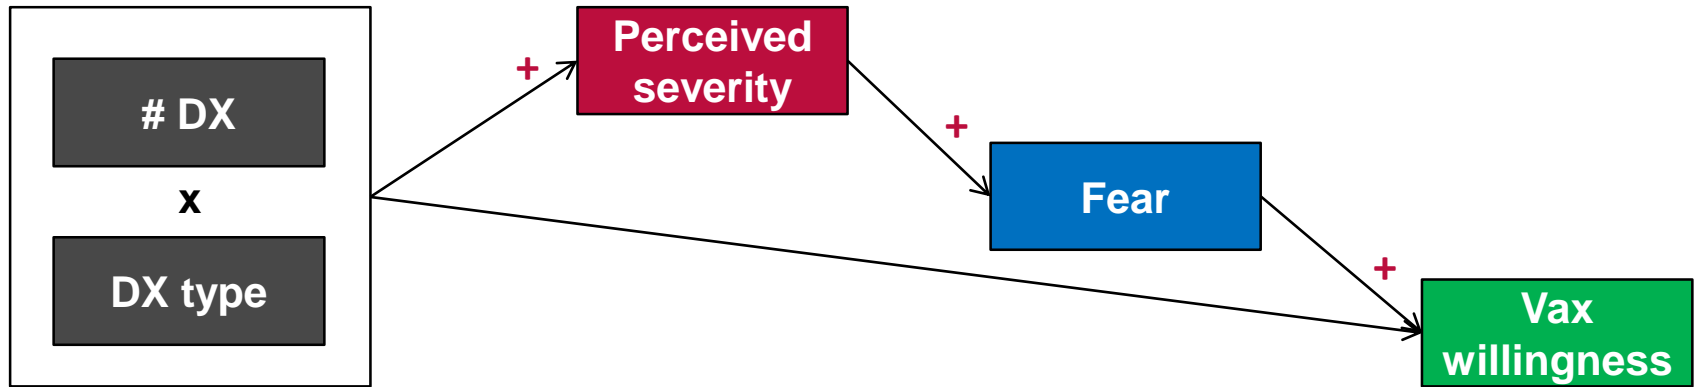 # DX
x
DX type
+
Perceived
severity
+
Fear
+
Vax
willingness